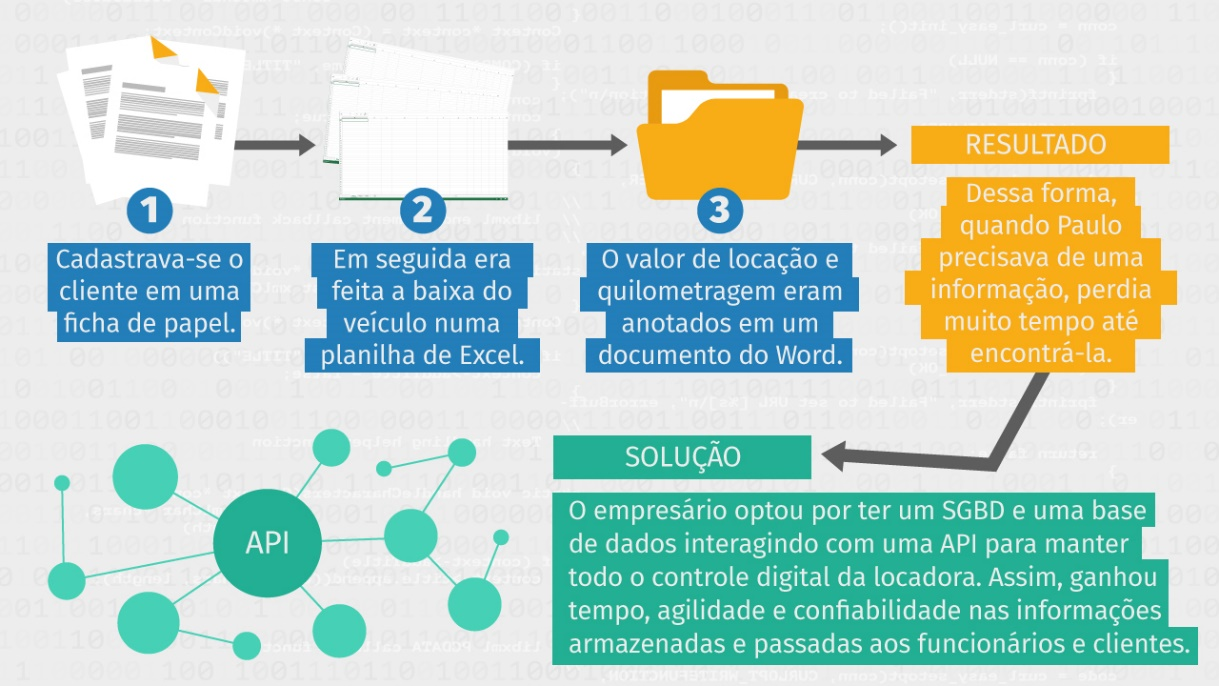 1
Cadastrava-se o
cliente em uma
ficha de papel.
2
Em seguida era
feita a baixa do
veículo numa
planilha de Excel.
3
O valor de locação e
quilometragem eram
anotados em um
documento do Word.
RESULTADO
Dessa forma,
quando Paulo
precisava de uma
informação, perdia
muito tempo até
encontrá-la.
SOLUÇÃO
O empresário optou por ter um SGBD e uma base
de dados interagindo com uma API para manter
todo o controle digital da locadora. Assim, ganhou
tempo, agilidade e confiabilidade nas informações
armazenadas e passadas aos funcionários e clientes.
API